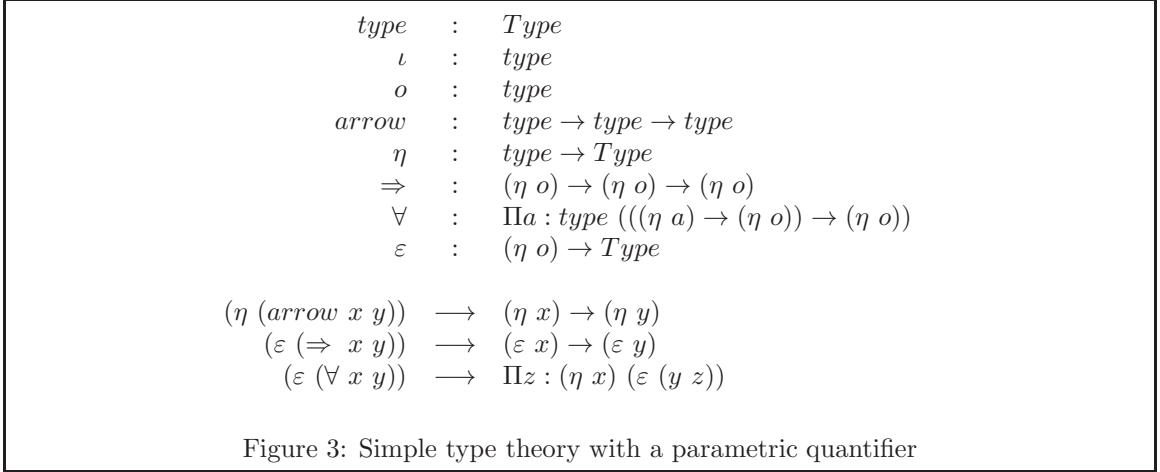 type : Type
ι : type
o : type
arrow : type → type → type
η : type → Type
⇒ : (η o) → (η o) → (η o)
∀ : Πa : type (((η a) → (η o)) → (η o))
ε : (η o) → Type
(η (arrow x y)) ⟶ (η x) → (η y)
(ε (⇒ x y)) ⟶ (ε x) → (ε y)
(ε (∀ x y)) ⟶ Πz : (η x) (ε (y z))
Figure 3: Simple type theory with a parametric quantifier